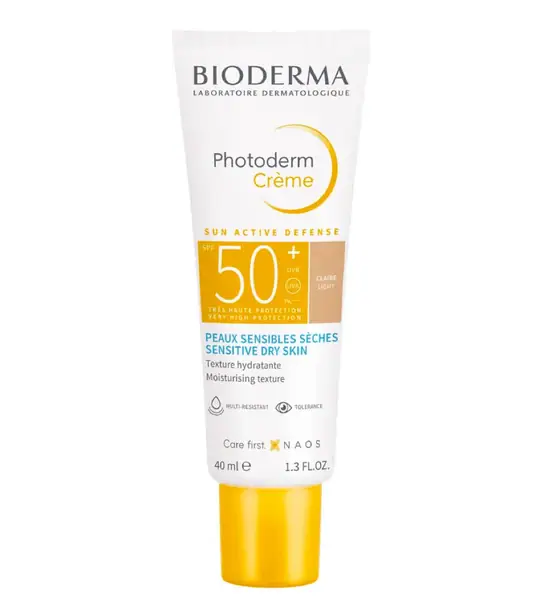 BIODERMA
LABORATOIRE DERMATOLOGIQUE
Photoderm
Crème
SUN ACTIVE DEFENSE
SPF 50+
UVB
UVA
CLAIRE
LIGHT
TRÈS HAUTE PROTECTION
VERY HIGH PROTECTION
PEAUX SENSIBLES SÈCHES
SENSITIVE DRY SKIN
Texture hydratante
Moisturising texture
MULTI-RESISTANT TOLERANCE
Care first NAOS
40 ml e 1.3 FL.OZ.